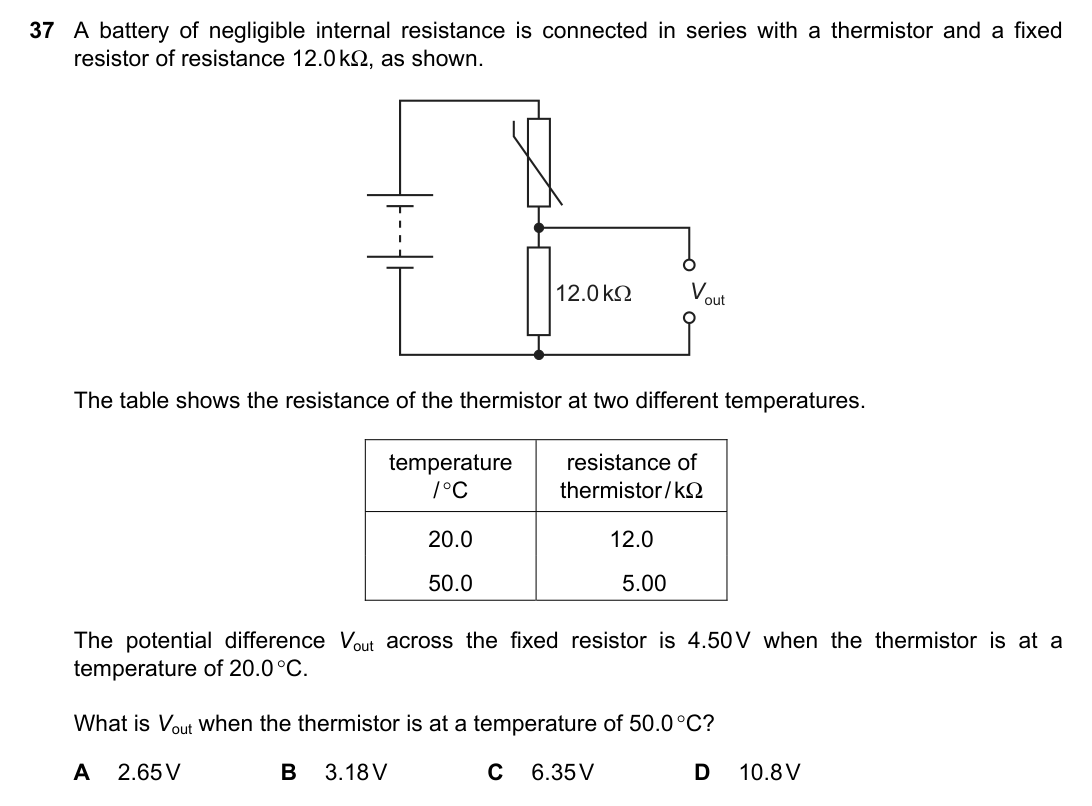 37 A battery of negligible internal resistance is connected in series with a thermistor and a fixed
resistor of resistance 12.0 kΩ, as shown.
12.0 kΩ
Vout
The table shows the resistance of the thermistor at two different temperatures.
temperature
/ °C
resistance of
thermistor / kΩ
20.0 12.0
50.0 5.00
The potential difference Vout across the fixed resistor is 4.50 V when the thermistor is at a
temperature of 20.0 °C.
What is Vout when the thermistor is at a temperature of 50.0 °C?
A 2.65 V B 3.18 V C 6.35 V D 10.8 V